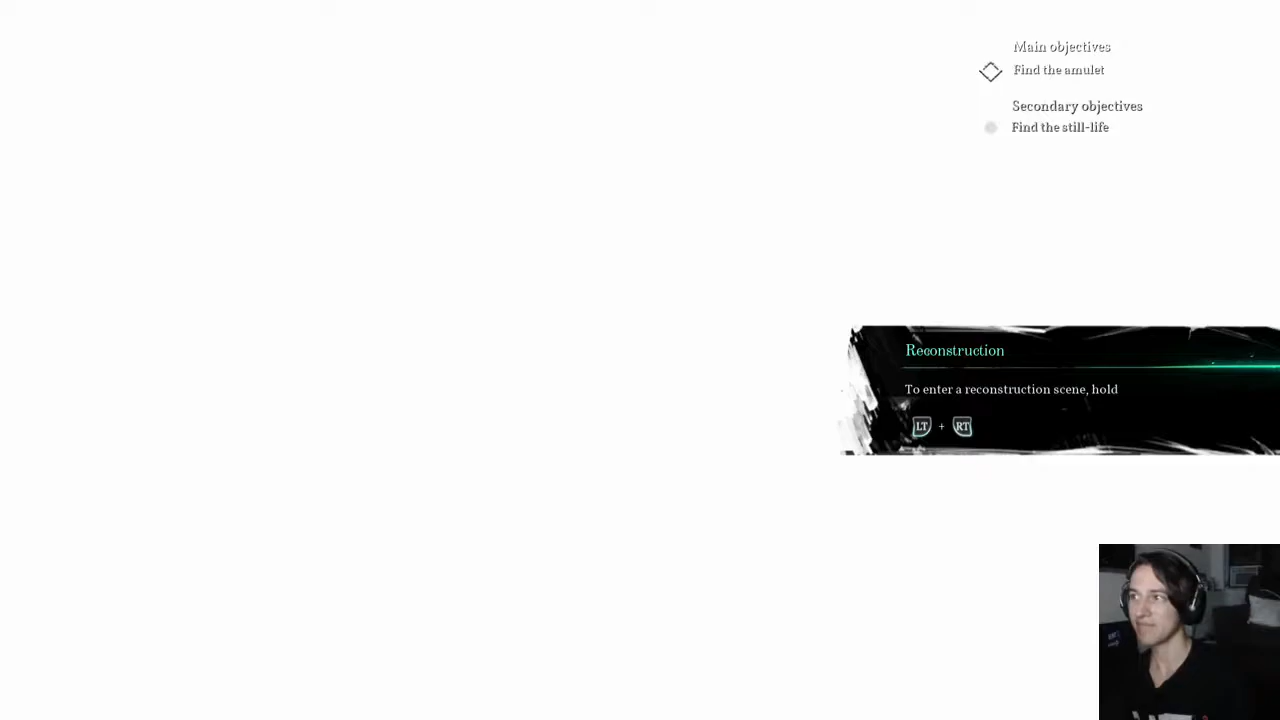 Main objectives
Find the amulet
Secondary objectives
Find the still-life
Reconstruction
To enter a reconstruction scene, hold
LT + RT